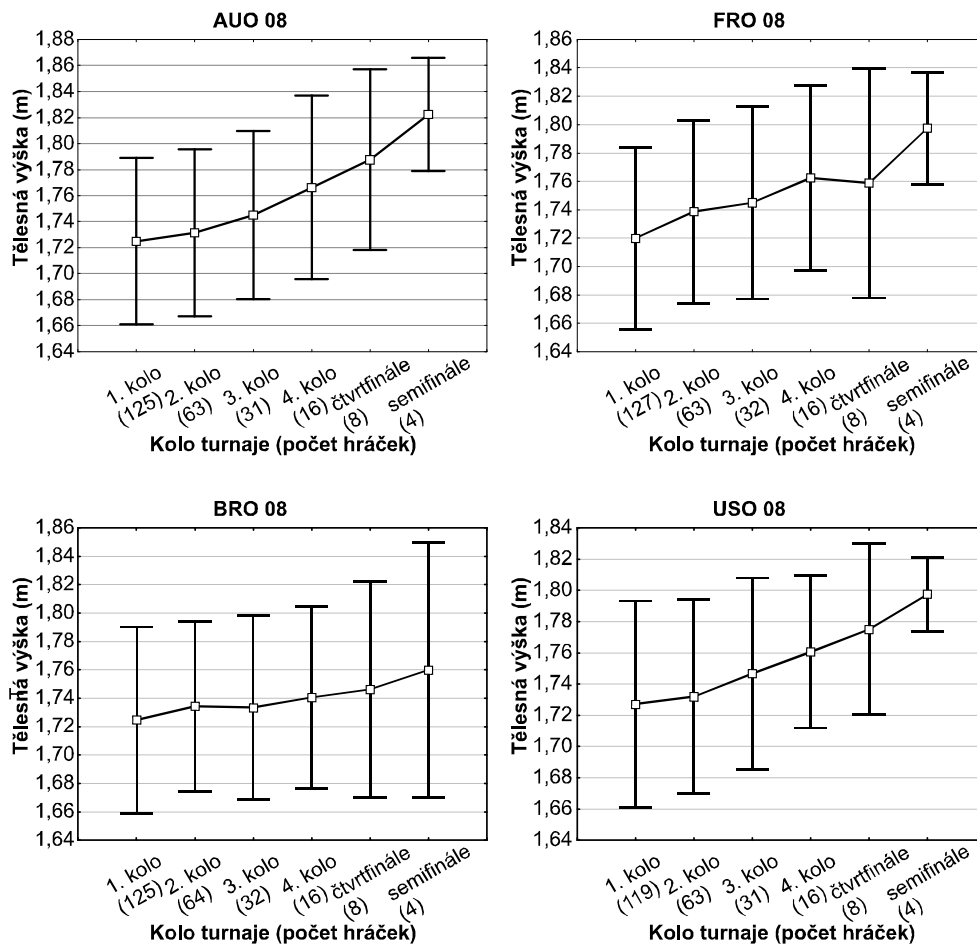 AUO 08
Tělesná výška (m)
1,88
1,86
1,84
1,82
1,80
1,78
1,76
1,74
1,72
1,70
1,68
1,66
1,64
1. kolo
(125)
2. kolo
(63)
3. kolo
(31)
4. kolo
(16)
čtvrtfinále
(8)
semifinále
(4)
Kolo turnaje (počet hráček)
FRO 08
Tělesná výška (m)
1,86
1,84
1,82
1,80
1,78
1,76
1,74
1,72
1,70
1,68
1,66
1,64
1. kolo
(127)
2. kolo
(63)
3. kolo
(32)
4. kolo
(16)
čtvrtfinále
(8)
semifinále
(4)
Kolo turnaje (počet hráček)
BRO 08
Tělesná výška (m)
1,86
1,84
1,82
1,80
1,78
1,76
1,74
1,72
1,70
1,68
1,66
1,64
1. kolo
(125)
2. kolo
(64)
3. kolo
(32)
4. kolo
(16)
čtvrtfinále
(8)
semifinále
(4)
Kolo turnaje (počet hráček)
USO 08
Tělesná výška (m)
1,84
1,82
1,80
1,78
1,76
1,74
1,72
1,70
1,68
1,66
1,64
1. kolo
(119)
2. kolo
(63)
3. kolo
(31)
4. kolo
(16)
čtvrtfinále
(8)
semifinále
(4)
Kolo turnaje (počet hráček)